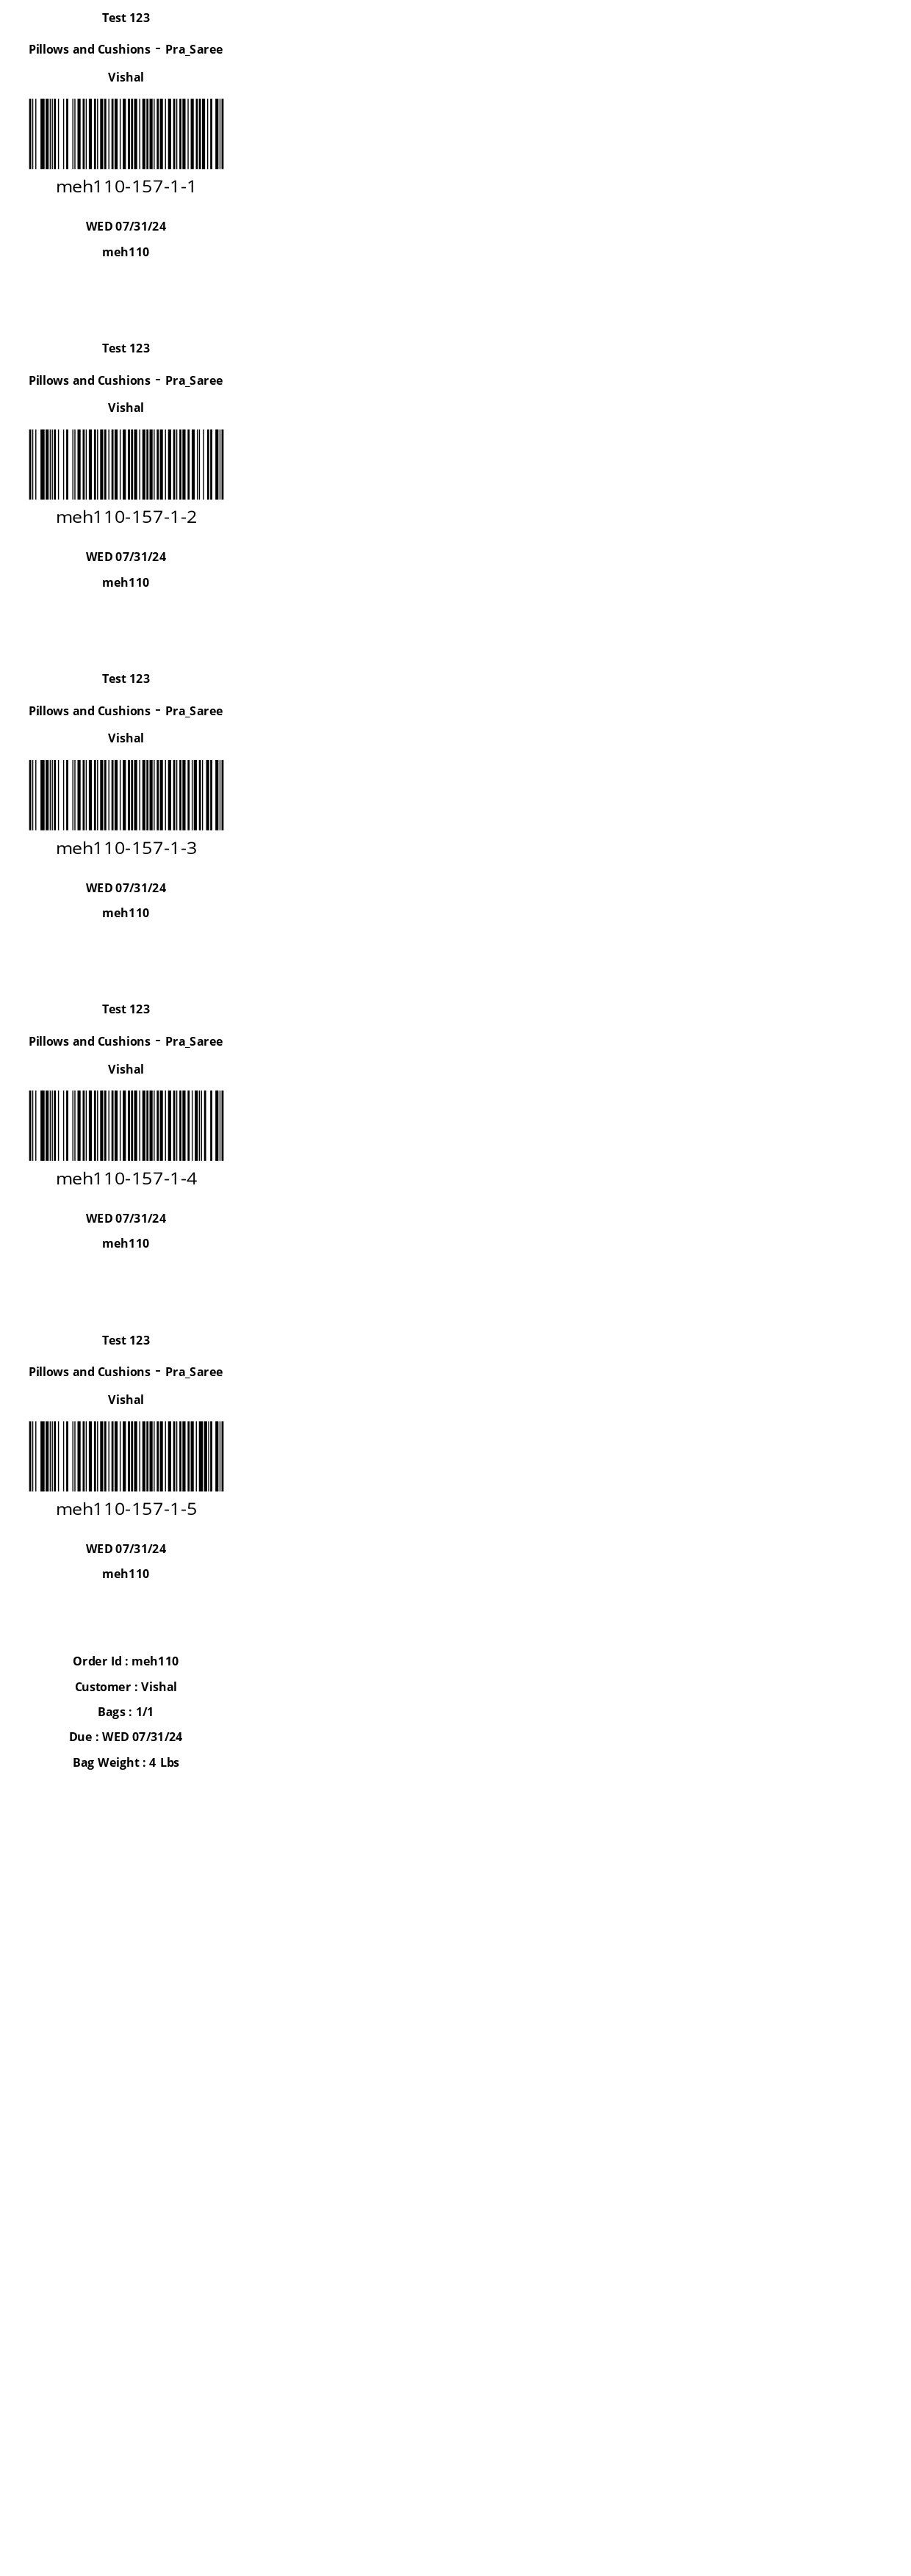 Test 123
Pillows and Cushions - Pra_Saree
Vishal
meh110-157-1-1
WED 07/31/24
meh110
Test 123
Pillows and Cushions - Pra_Saree
Vishal
meh110-157-1-2
WED 07/31/24
meh110
Test 123
Pillows and Cushions - Pra_Saree
Vishal
meh110-157-1-3
WED 07/31/24
meh110
Test 123
Pillows and Cushions - Pra_Saree
Vishal
meh110-157-1-4
WED 07/31/24
meh110
Test 123
Pillows and Cushions - Pra_Saree
Vishal
meh110-157-1-5
WED 07/31/24
meh110
Order Id : meh110
Customer : Vishal
Bags : 1/1
Due : WED 07/31/24
Bag Weight : 4 Lbs